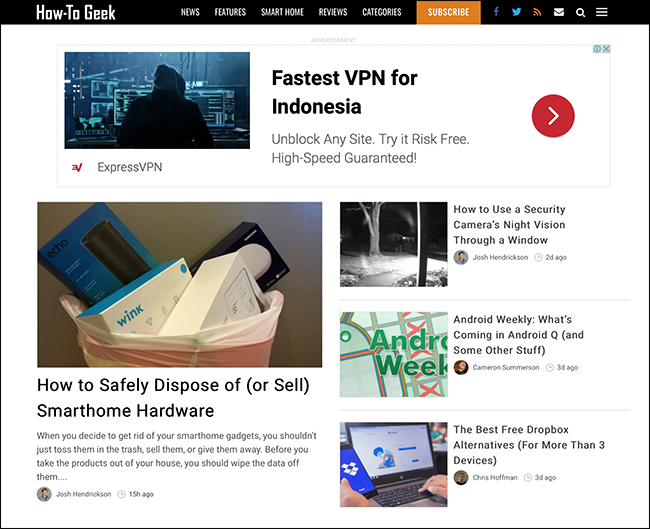 How-To Geek
NEWS FEATURES SMART HOME REVIEWS CATEGORIES SUBSCRIBE
ADVERTISEMENT
Fastest VPN for
Indonesia
Unblock Any Site. Try it Risk Free.
High-Speed Guaranteed!
ExpressVPN
echo
wink
How to Safely Dispose of (or Sell)
Smarthome Hardware
When you decide to get rid of your smarthome gadgets, you shouldn't
just toss them in the trash, sell them, or give them away. Before you
take the products out of your house, you should wipe the data off
them....
Josh Hendrickson 15h ago
How to Use a Security
Camera's Night Vision
Through a Window
Josh Hendrickson 2d ago
Andro
Week
Android Weekly: What's
Coming in Android Q (and
Some Other Stuff)
Cameron Summerson 3d ago
The Best Free Dropbox
Alternatives (For More Than 3
Devices)
Chris Hoffman 3d ago